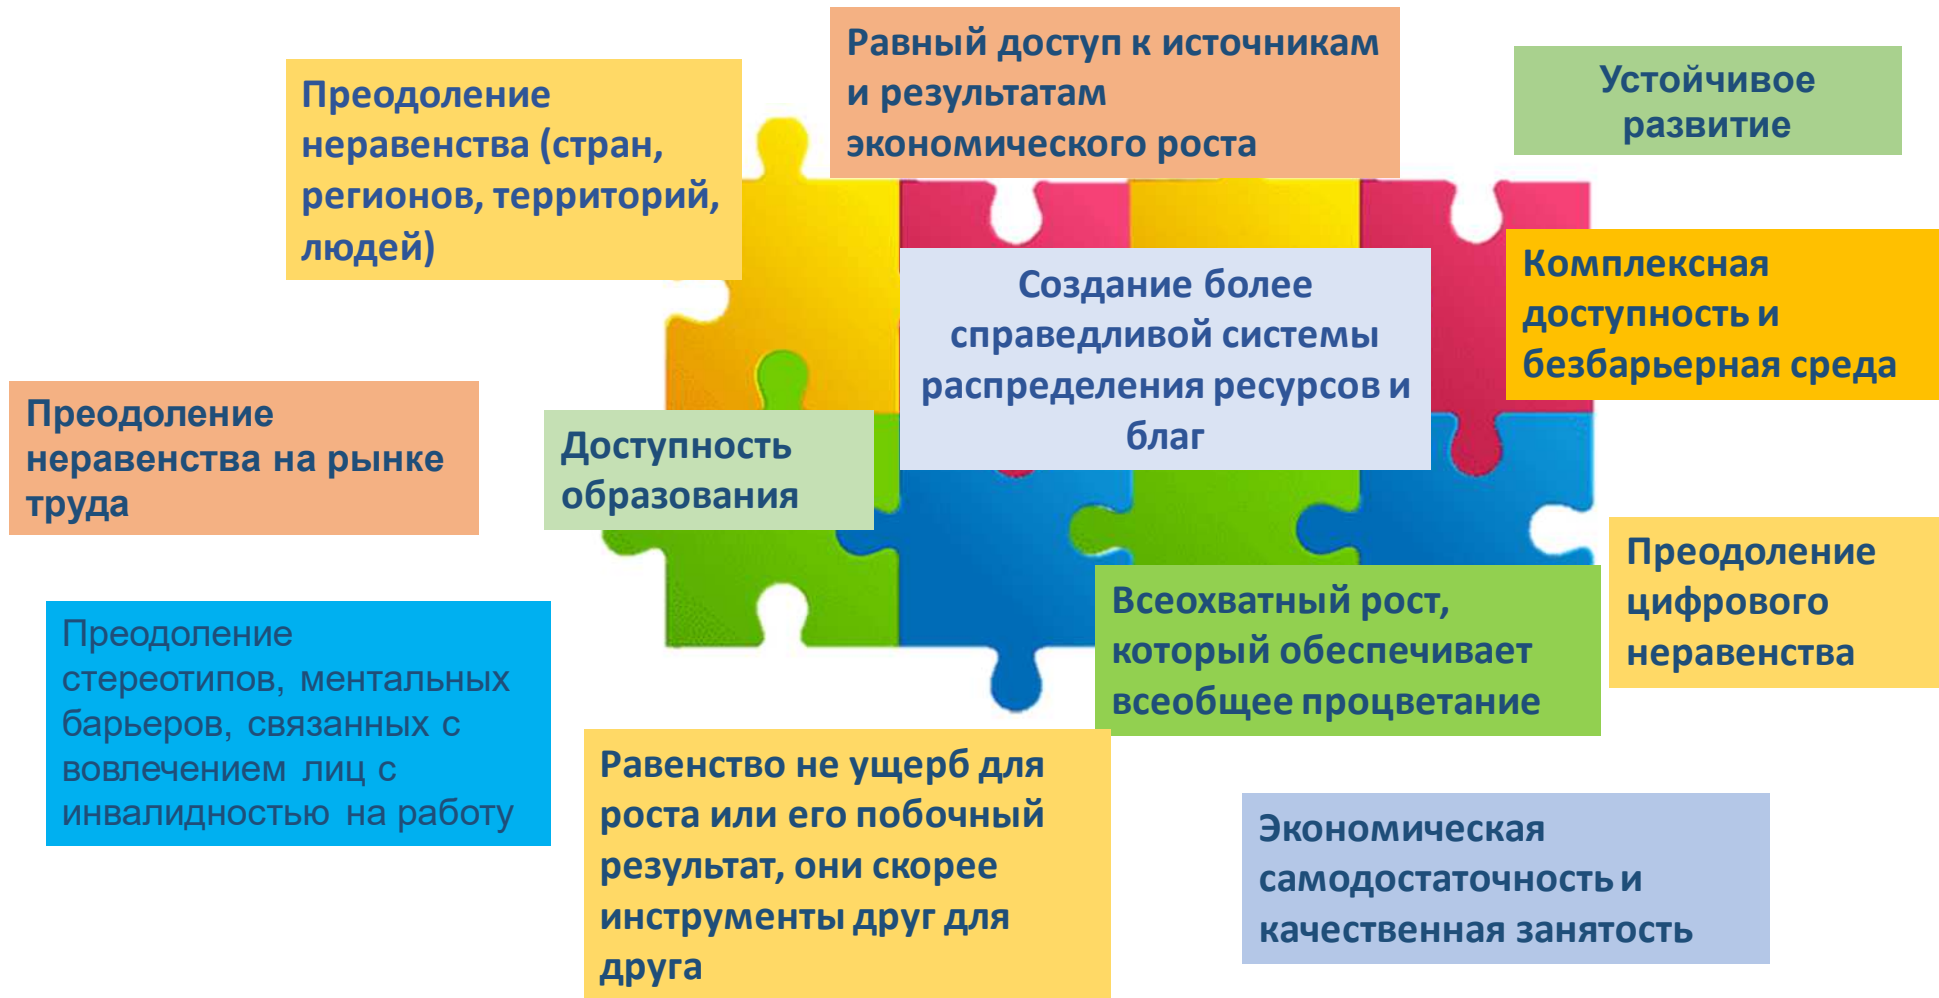 Равный доступ к источникам
и результатам
экономического роста
Устойчивое
развитие
Преодоление
неравенства (стран,
регионов, территорий,
людей)
Создание более
справедливой системы
распределения ресурсов и
благ
Комплексная
доступность и
безбарьерная среда
Преодоление
неравенства на рынке
труда
Доступность
образования
Преодоление
цифрового
неравенства
Всеохватный рост,
который обеспечивает
всеобщее процветание
Преодоление
стереотипов, ментальных
барьеров, связанных с
вовлечением лиц с
инвалидностью на работу
Равенство не ущерб для
роста или его побочный
результат, они скорее
инструменты друг для
друга
Экономическая
самодостаточность и
качественная занятость